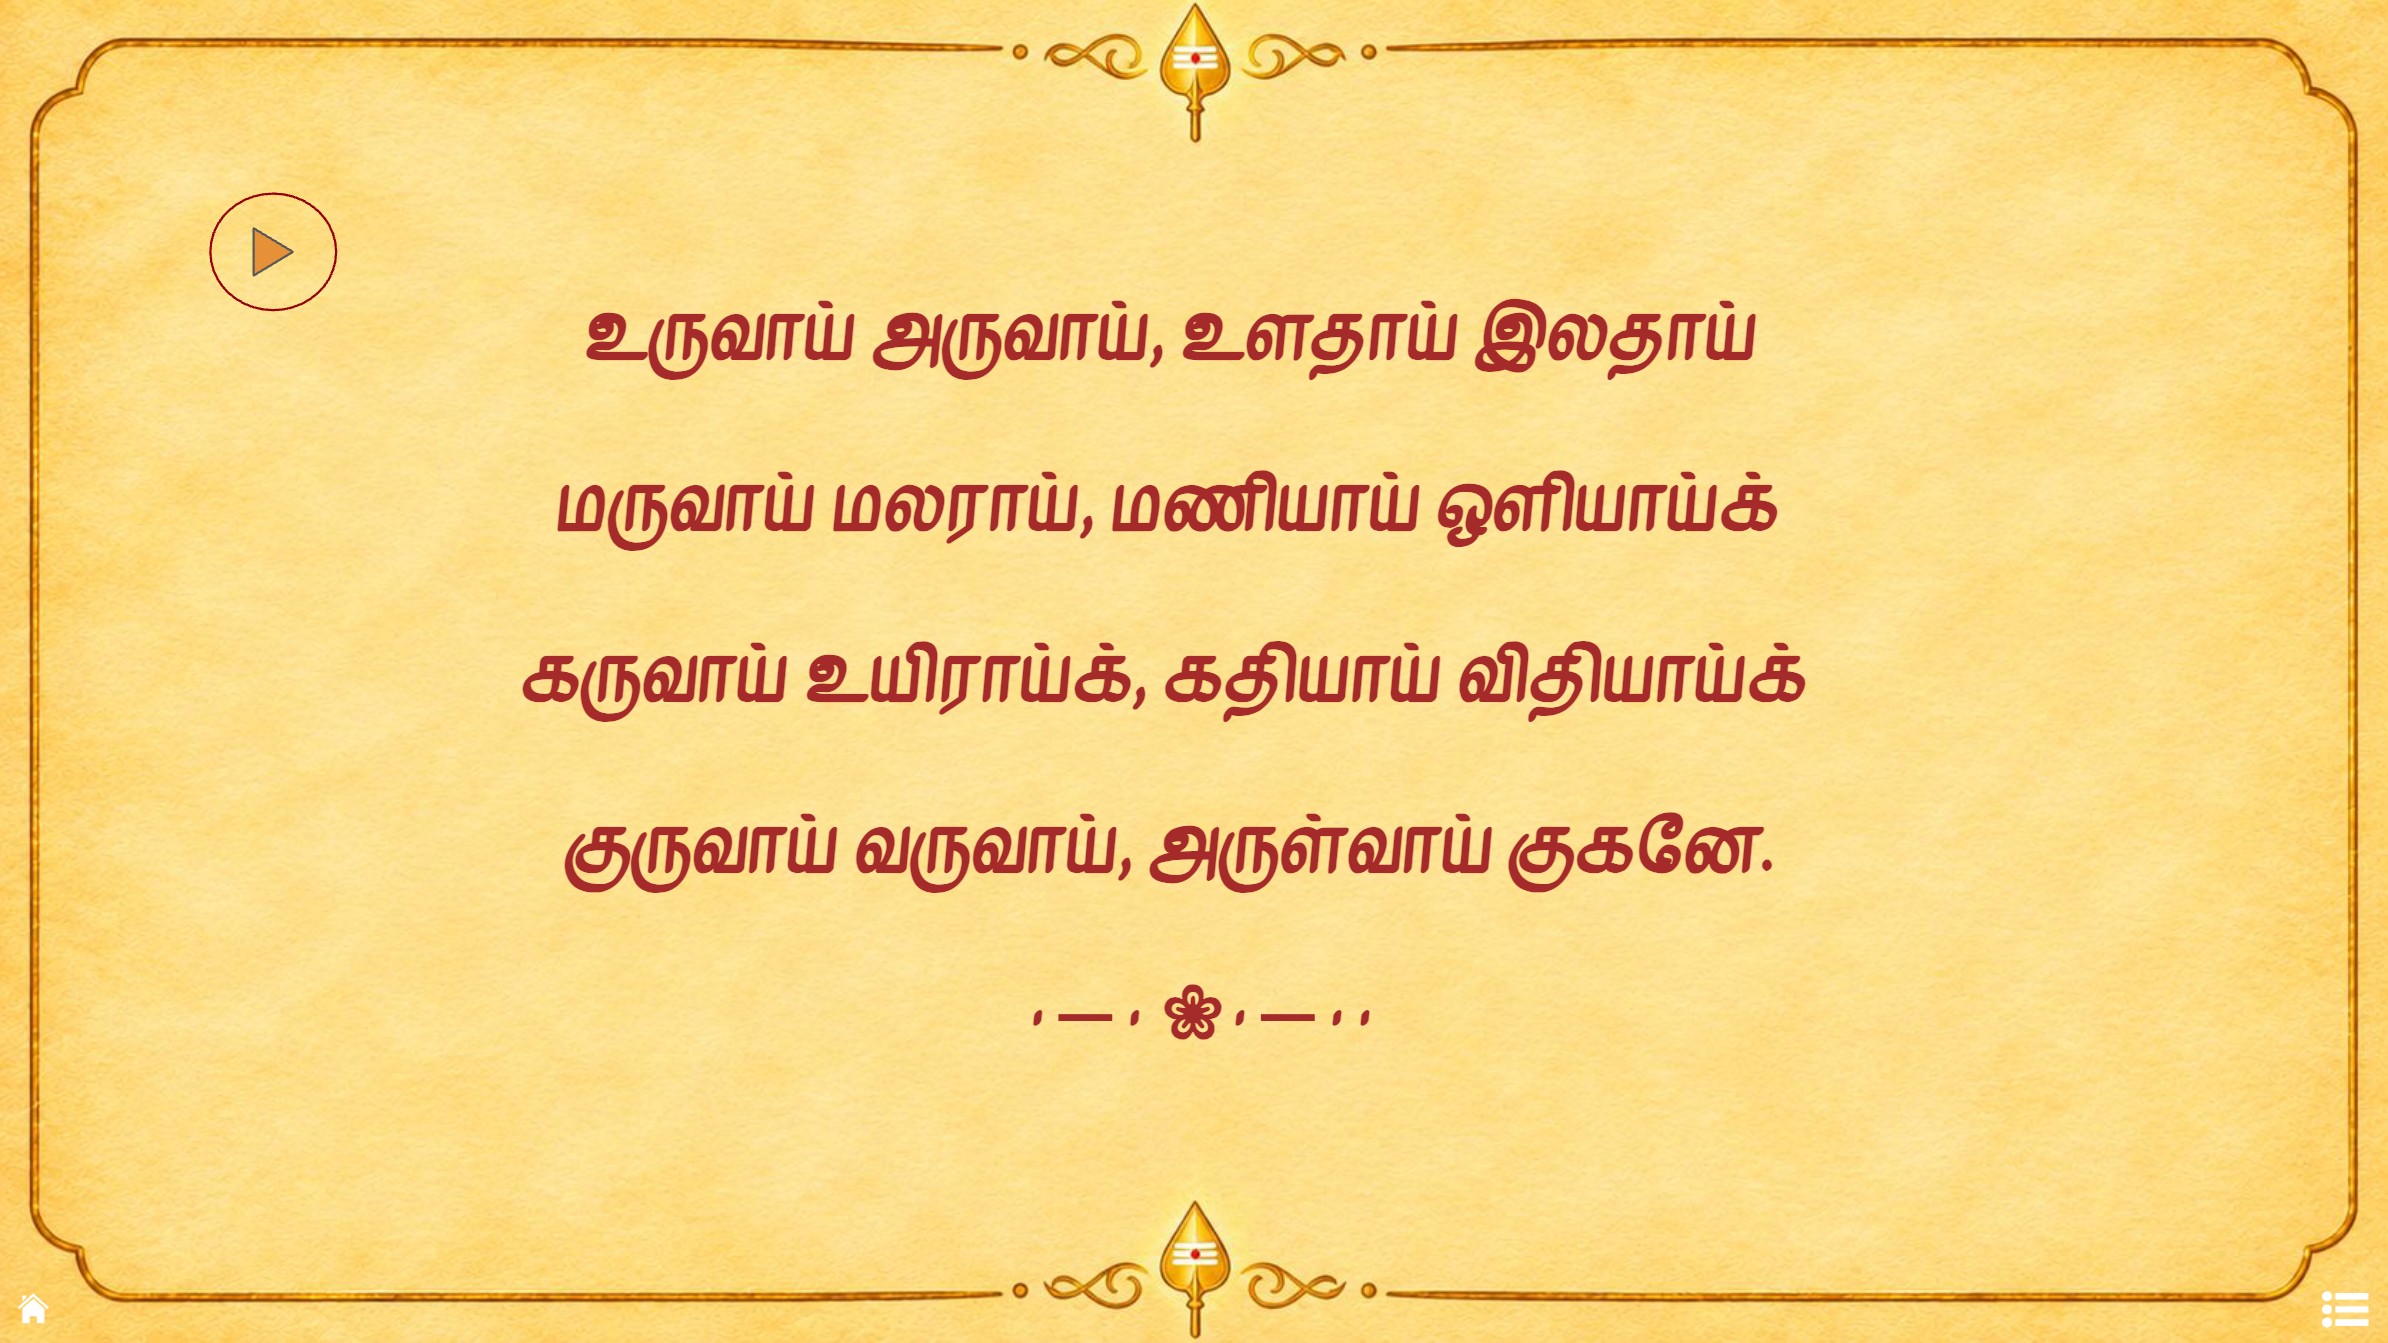 உருவாய் அருவாய், உளதாய் இலதாய்
மருவாய் மலராய், மணியாய் ஒளியாய்க்
கருவாய் உயிராய்க், கதியாய் விதியாய்க்
குருவாய் வருவாய், அருள்வாய் குகனே.